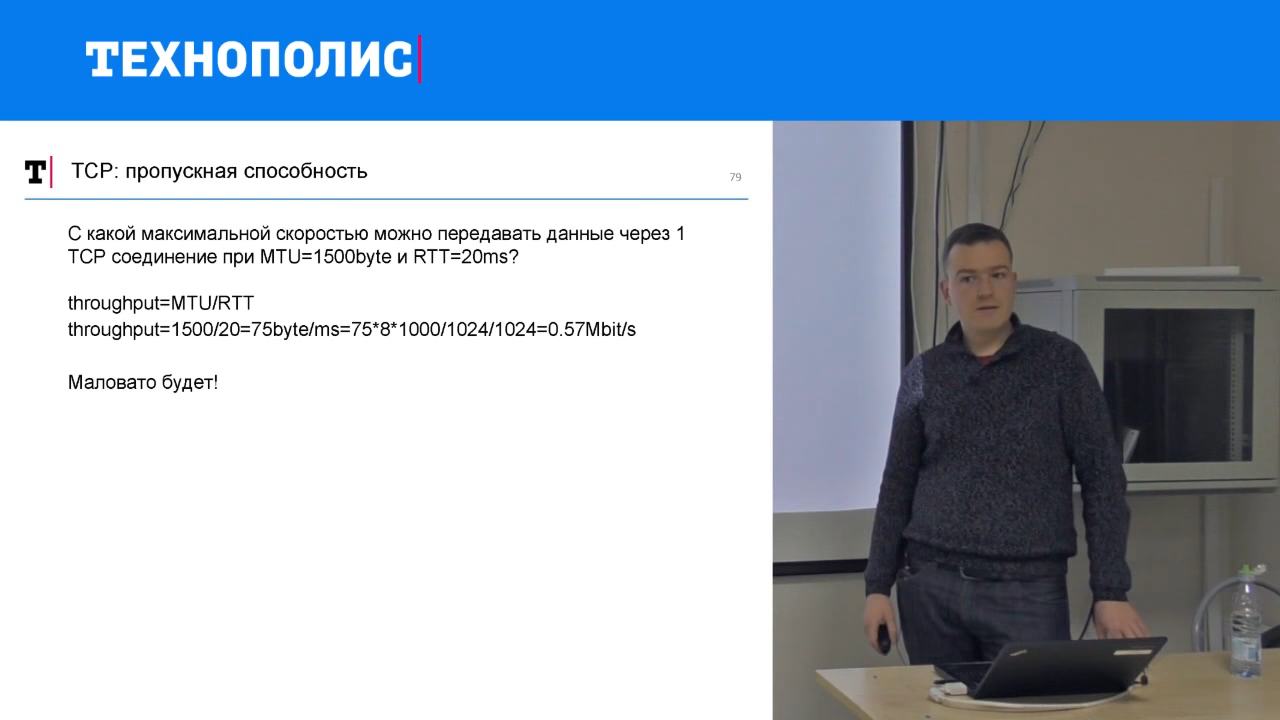 ТЕХНОПОЛИС
Т
TCP: пропускная способность
79
С какой максимальной скоростью можно передавать данные через 1
TCP соединение при MTU=1500byte и RTT=20ms?
throughput=MTU/RTT
throughput=1500/20=75byte/ms=75*8*1000/1024/1024=0.57Mbit/s
Маловато будет!